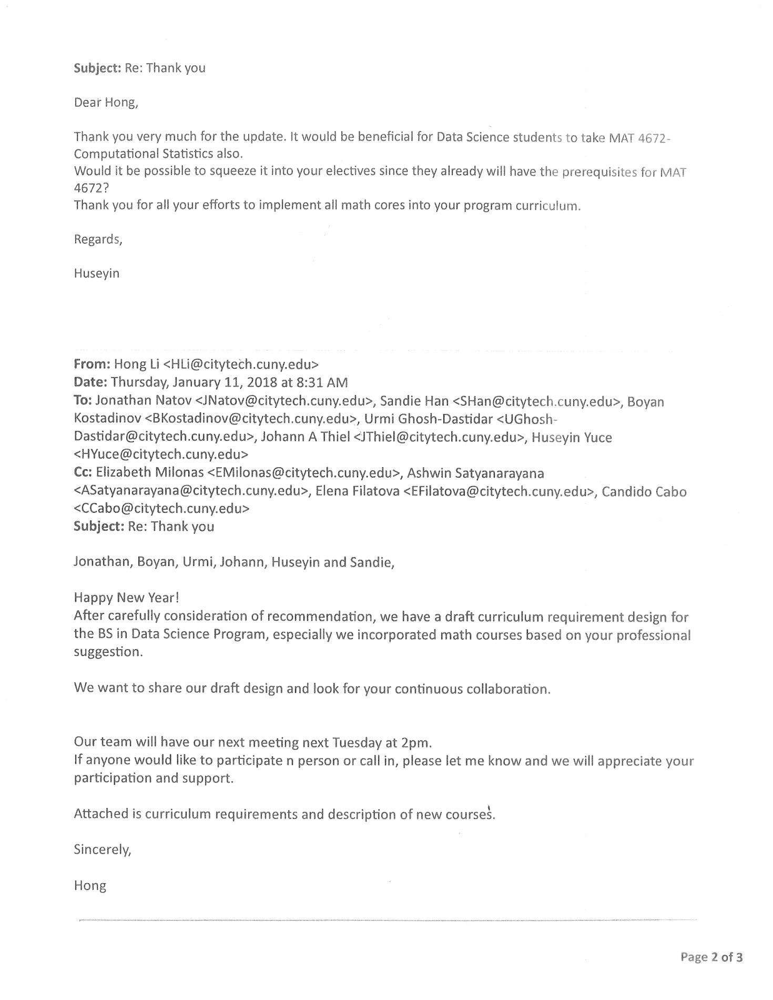 Subject: Re: Thank you
Dear Hong,
Thank you very much for the update. It would be beneficial for Data Science students to take MAT 4672-
Computational Statistics also.
Would it be possible to squeeze it into your electives since they already will have the prerequisites for MAT
4672?
Thank you for all your efforts to implement all math cores into your program curriculum.
Regards,
Huseyin
From: Hong Li <HLi@citytech.cuny.edu>
Date: Thursday, January 11, 2018 at 8:31 AM
To: Jonathan Natov <JNatov@citytech.cuny.edu>, Sandie Han <SHan@citytech.cuny.edu>, Boyan
Kostadinov <BKostadinov@citytech.cuny.edu>, Urmi Ghosh-Dastidar <UGhosh-
Dastidar@citytech.cuny.edu>, Johann A Thiel <JThiel@citytech.cuny.edu>, Huseyin Yuce
<HYuce@citytech.cuny.edu>
Cc: Elizabeth Milonas <EMilonas@citytech.cuny.edu>, Ashwin Satyanarayana
<ASatyanarayana@citytech.cuny.edu>, Elena Filatova <EFilatova@citytech.cuny.edu>, Candido Cabo
<CCabo@citytech.cuny.edu>
Subject: Re: Thank you
Jonathan, Boyan, Urmi, Johann, Huseyin and Sandie,
Happy New Year!
After carefully consideration of recommendation, we have a draft curriculum requirement design for
the BS in Data Science Program, especially we incorporated math courses based on your professional
suggestion.
We want to share our draft design and look for your continuous collaboration.
Our team will have our next meeting next Tuesday at 2pm.
If anyone would like to participate n person or call in, please let me know and we will appreciate your
participation and support.
Attached is curriculum requirements and description of new courses.
Sincerely,
Hong
Page 2 of 3